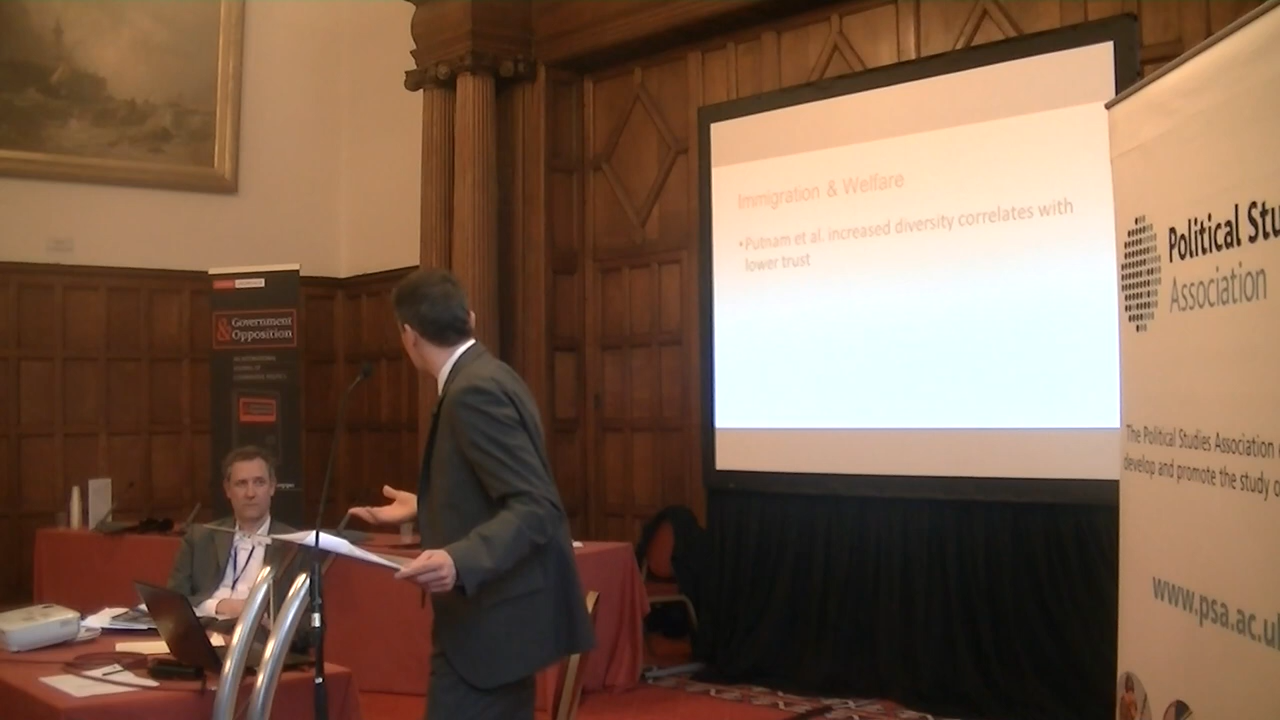 Immigration & Welfare
•Putnam et al. increased diversity correlates with
lower trust
Political Stu
Association
The Political Studies Association
develop and promote the study o
www.psa.ac.u
& Government
Opposition